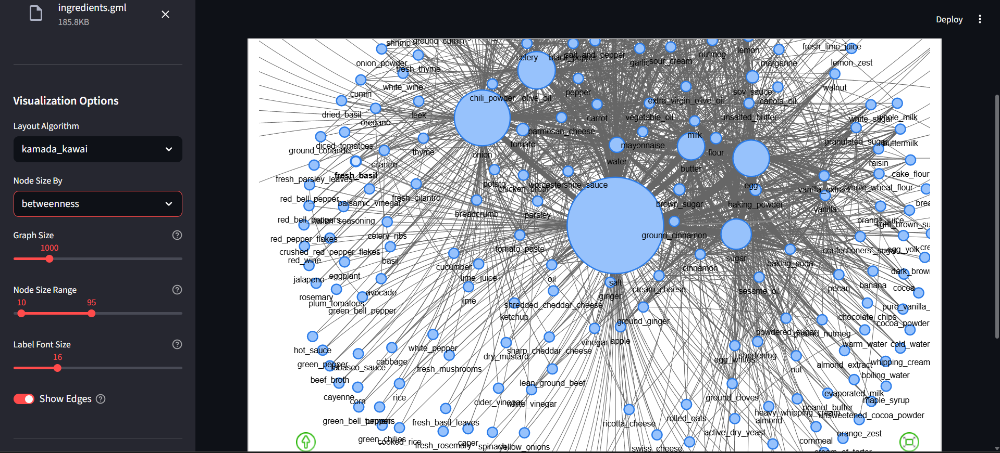 ingredients.gml
185.8KB
Deploy
Visualization Options
Layout Algorithm
kamada_kawai
Node Size By
betweenness
Graph Size
1000
Node Size Range
10
95
Label Font Size
16
Show Edges
shrimp
ground_cumin
onion_powder
fresh_thyme
celery
black_pepper
salt_and_pepper
garlic
sour_cream
nutmeg
lemon
margarine
fresh_lime_juice
lemon_zest
white_wine
cumin
chili_powder
olive_oil
pepper
extra_virgin_olive_oil
soy_sauce
canola_oil
walnut
dried_basil
oregano
leek
carrot
vegetable_oil
unsalted_butter
white_sugar
whole_milk
parmesan_cheese
milk
diced_tomatoes
ground_coriander
thyme
onion
tomato
mayonnaise
flour
granulated_sugar
buttermilk
cilantro
water
butter
raisin
fresh_basil
fresh_parsley_leaves
potato
chicken_broth
worcestershire_sauce
egg
vanilla_extract
whole_wheat_flour
cake_flour
red_bell_pepper
balsamic_vinegar
fresh_cilantro
breadcrumb
parsley
brown_sugar
baking_powder
vanilla
brea
red_bell_peppers
italian_seasoning
orange_juice
light_brown_su
red_pepper_flakes
celery_ribs
tomato_paste
ground_cinnamon
crushed_red_pepper_flakes
confectioners'_sugar
egg_yolk
cre
red_wine
basil
cucumber
sugar
cinnamon
baking_soda
dark_brown
jalapeno
eggplant
lime_juice
oil
salt
cream_cheese
sesame_oil
pecan
banana
cocoa
rosemary
avocado
lime
ginger
plum_tomatoes
shredded_cheddar_cheese
pure_vanilla_
green_bell_pepper
ketchup
ground_ginger
chocolate_chips
cocoa_powder
powdered_sugar
ground_nutmeg
hot_sauce
white_pepper
vinegar
apple
warm_water
cold_water
cabbage
dry_mustard
sharp_cheddar_cheese
egg_whites
shortening
green_pepper
tabasco_sauce
fresh_mushrooms
nut
almond_extract
whipping_cream
beef_broth
lean_ground_beef
boiling_water
cayenne
corn
rice
cider_vinegar
white_vinegar
ground_cloves
evaporated_milk
maple_syrup
peanut_butter
green_bell_peppers
fresh_basil_leaves
ricotta_cheese
rolled_oats
heavy_whipping_cream
almond
unsweetened_cocoa_powder
active_dry_yeast
orange_zest
green_chilies
cooked_rice
fresh_rosemary
caper
spinach
yellow_onions
swiss_cheese
cornmeal
cream_of_tartar